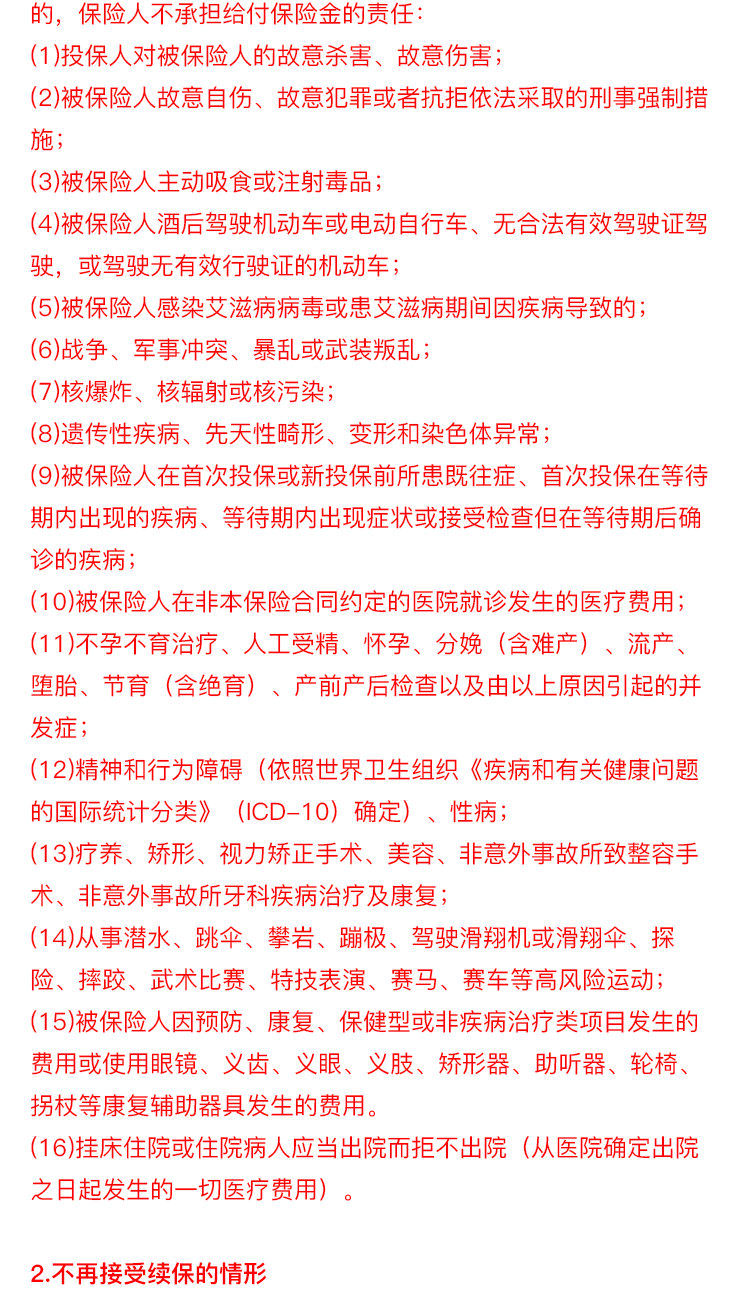 的，保险人不承担给付保险金的责任：
(1)投保人对被保险人的故意杀害、故意伤害；
(2)被保险人故意自伤、故意犯罪或者抗拒依法采取的刑事强制措
施；
(3)被保险人主动吸食或注射毒品；
(4)被保险人酒后驾驶机动车或电动自行车、无合法有效驾驶证驾
驶，或驾驶无有效行驶证的机动车；
(5)被保险人感染艾滋病病毒或患艾滋病期间因疾病导致的；
(6)战争、军事冲突、暴乱或武装叛乱；
(7)核爆炸、核辐射或核污染；
(8)遗传性疾病、先天性畸形、变形和染色体异常；
(9)被保险人在首次投保或新投保前所患既往症、首次投保在等待
期内出现的疾病、等待期内出现症状或接受检查但在等待期后确
诊的疾病；
(10)被保险人在非本保险合同约定的医院就诊发生的医疗费用；
(11)不孕不育治疗、人工受精、怀孕、分娩（含难产）、流产、
堕胎、节育（含绝育）、产前产后检查以及由以上原因引起的并
发症；
(12)精神和行为障碍（依照世界卫生组织《疾病和有关健康问题
的国际统计分类》（ICD-10）确定）、性病；
(13)疗养、矫形、视力矫正手术、美容、非意外事故所致整容手
术、非意外事故所牙科疾病治疗及康复；
(14)从事潜水、跳伞、攀岩、蹦极、驾驶滑翔机或滑翔伞、探
险、摔跤、武术比赛、特技表演、赛马、赛车等高风险运动；
(15)被保险人因预防、康复、保健型或非疾病治疗类项目发生的
费用或使用眼镜、义齿、义眼、义肢、矫形器、助听器、轮椅、
拐杖等康复辅助器具发生的费用。
(16)挂床住院或住院病人应当出院而拒不出院（从医院确定出院
之日起发生的一切医疗费用）。
2.不再接受续保的情形